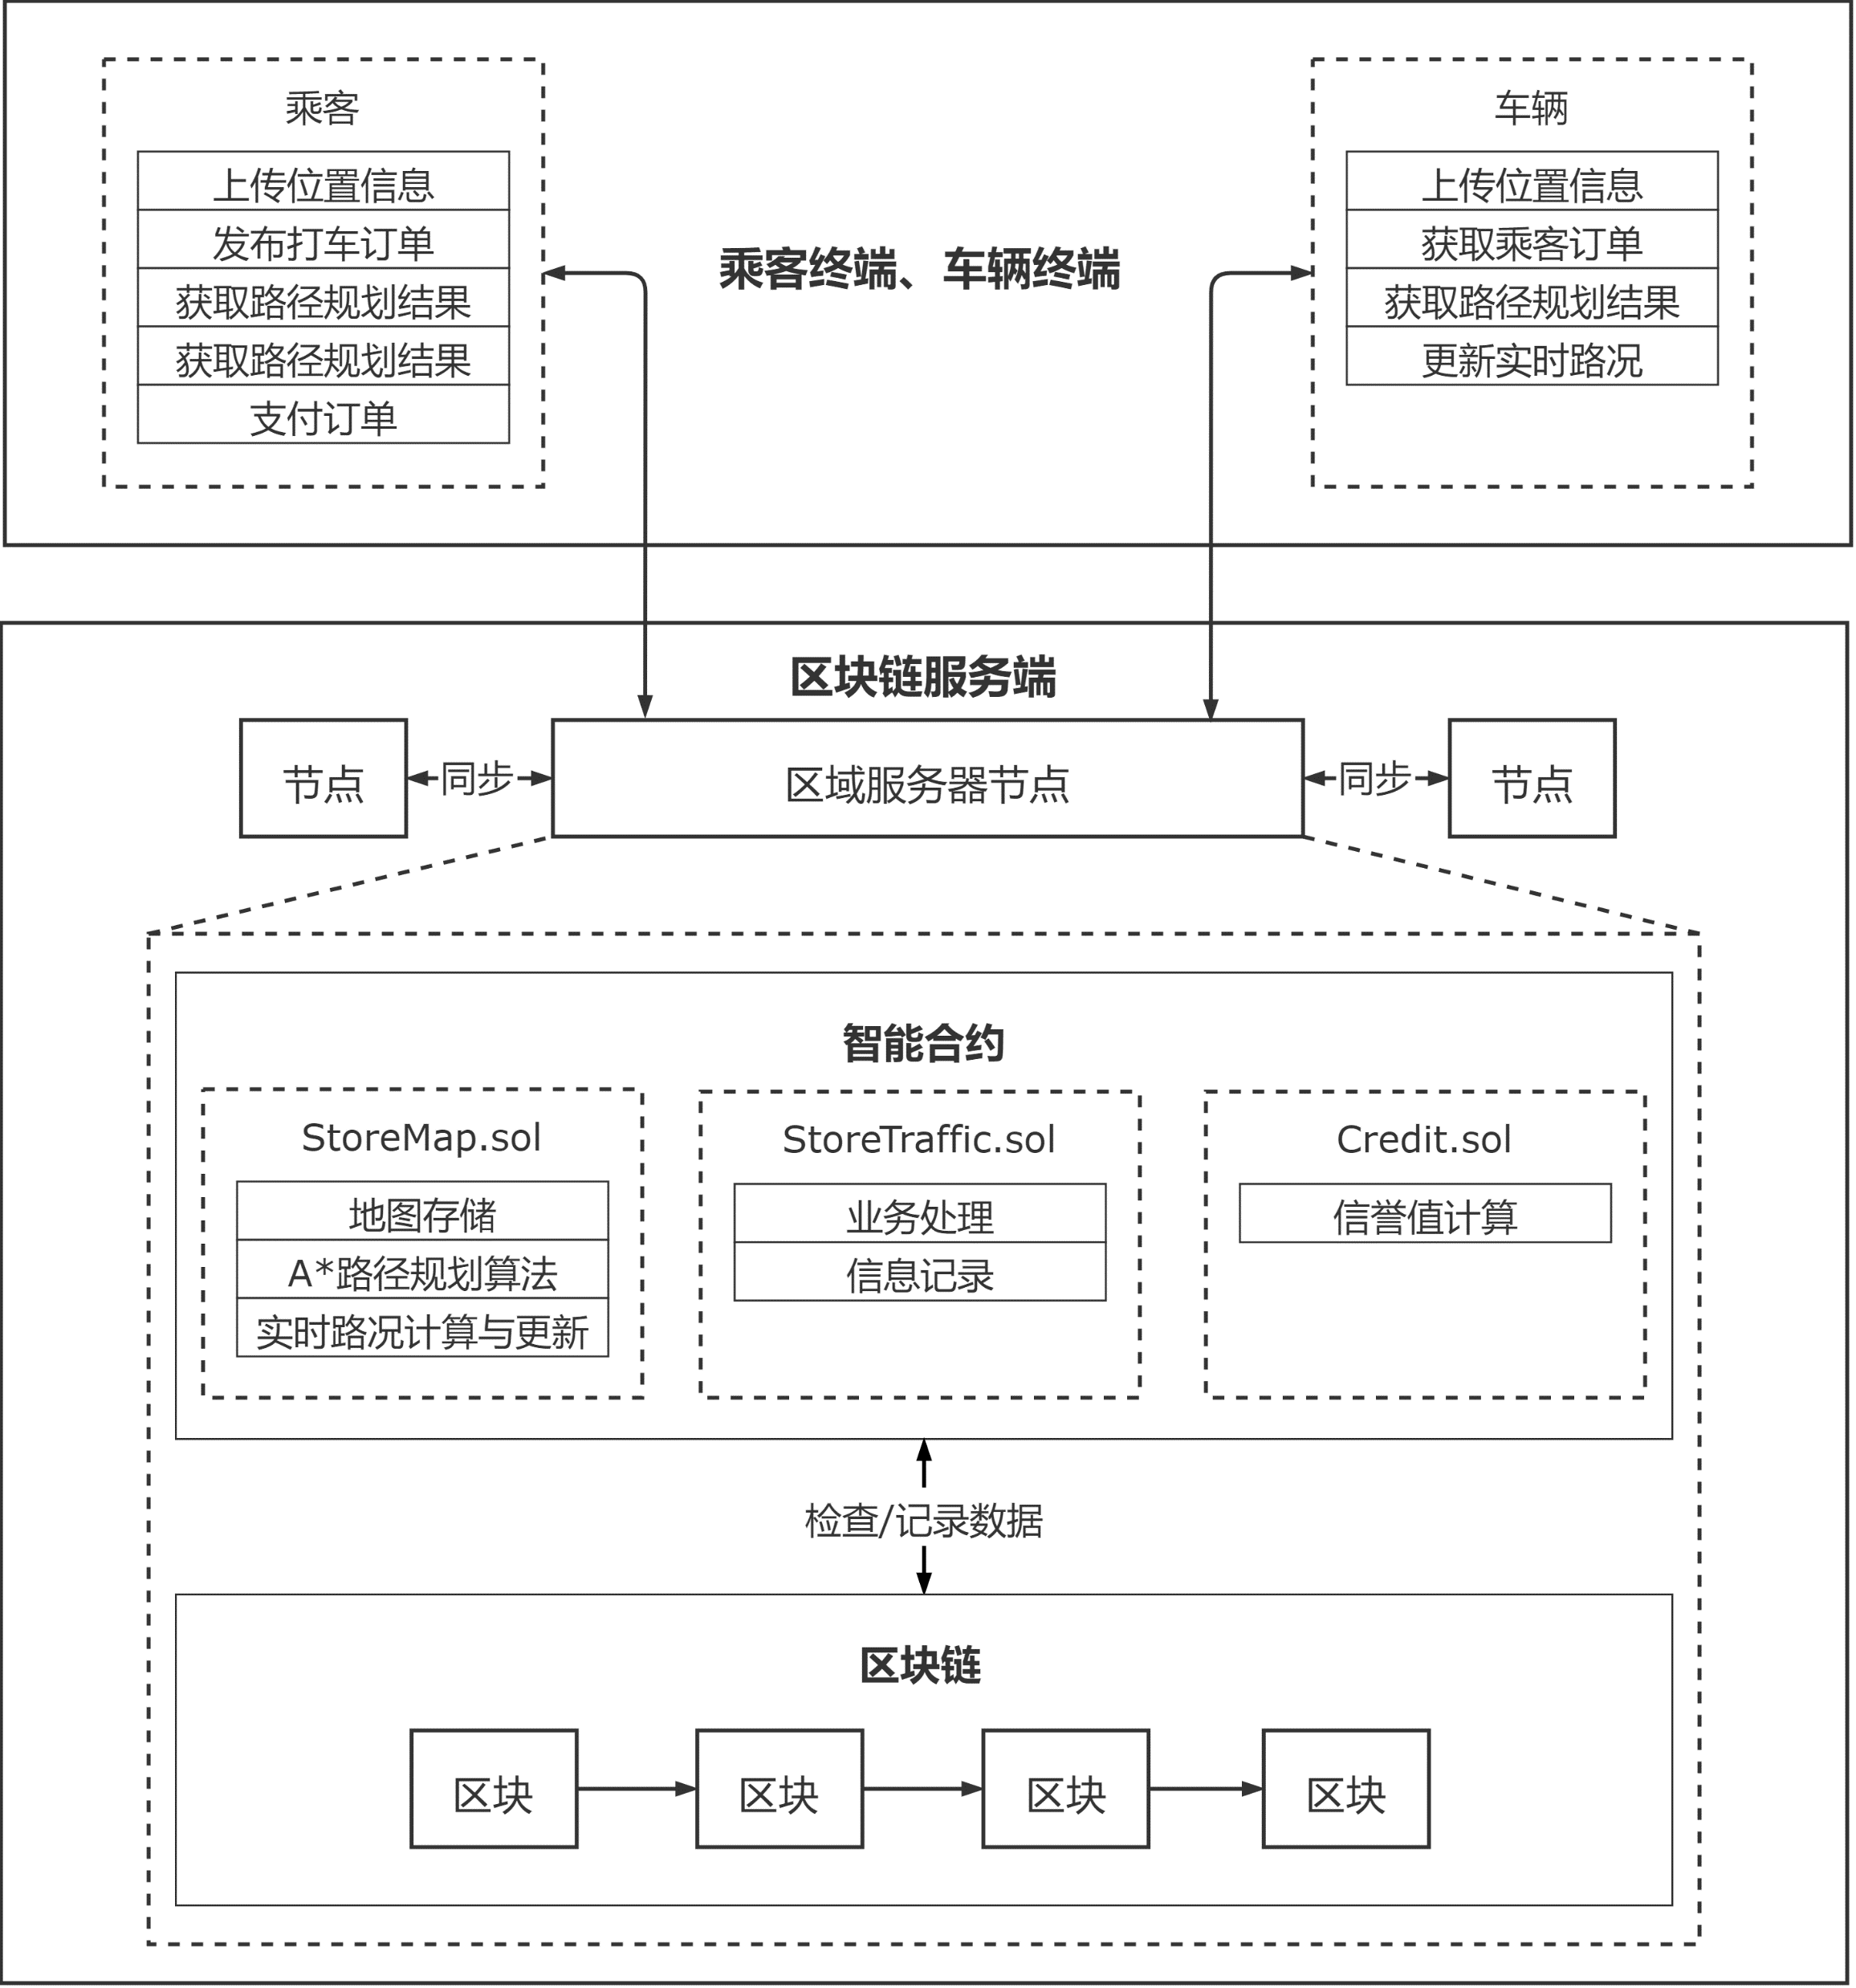 乘客
上传位置信息
发布打车订单
获取路径规划结果
获取路径规划结果
支付订单
乘客终端、车辆终端
车辆
上传位置信息
获取乘客订单
获取路径规划结果
更新实时路况
区块链服务端
节点
同步
区域服务器节点
同步
节点
智能合约
StoreMap.sol
地图存储
A*路径规划算法
实时路况计算与更新
StoreTraffic.sol
业务处理
信息记录
Credit.sol
信誉值计算
检查/记录数据
区块链
区块
区块
区块
区块